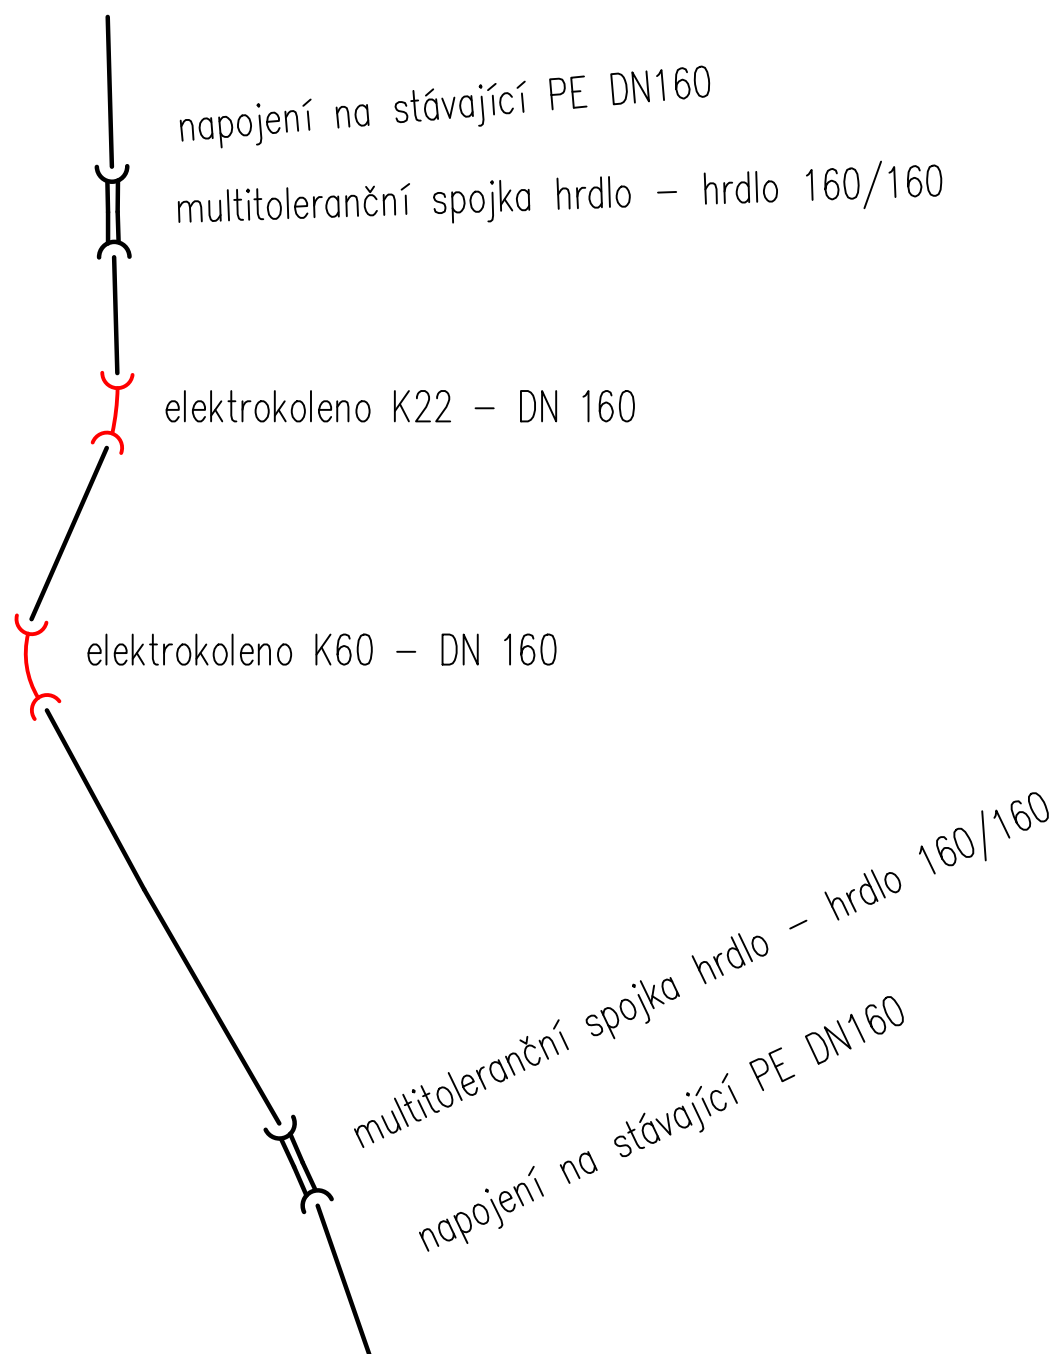 napojení na stávající PE DN160
multitoleranční spojka hrdlo - hrdlo 160/160
elektrokoleno K22 - DN 160
elektrokoleno K60 - DN 160
multitoleranční spojka hrdlo - hrdlo 160/160
napojení na stávající PE DN160